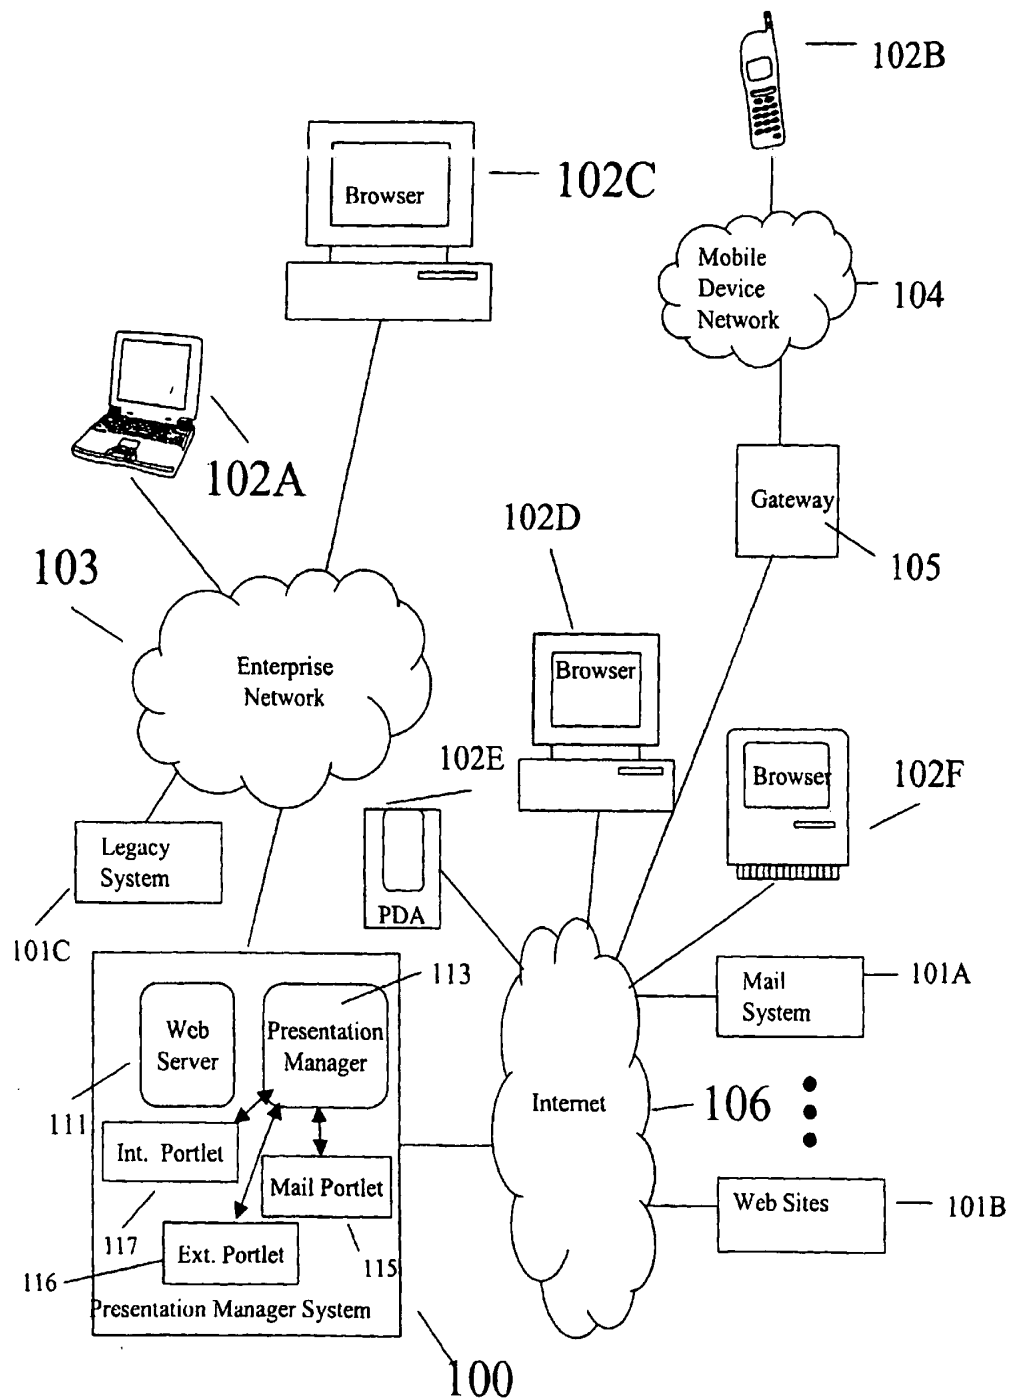 102B
Browser
102C
Mobile
Device
Network
104
102A
Gateway
102D
105
103
Enterprise
Network
Browser
102E
Browser
102F
Legacy
System
PDA
101C
113
Mail
System
101A
Web
Server
Presentation
Manager
Internet
106
111
Int. Portlet
Mail Portlet
Web Sites
101B
117
116
Ext. Portlet
115
Presentation Manager System
100